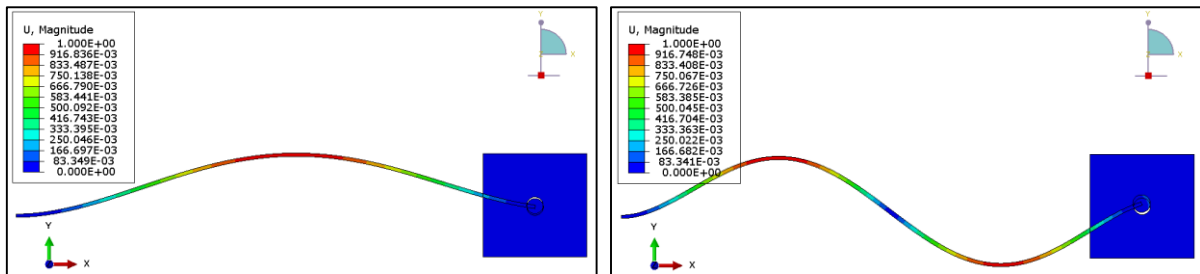 U, Magnitude
1.000E+00
916.836E-03
833.487E-03
750.138E-03
666.790E-03
583.441E-03
500.092E-03
416.743E-03
333.395E-03
250.046E-03
166.697E-03
83.349E-03
0.000E+00
Y
X
Z
Y
X
U, Magnitude
1.000E+00
916.748E-03
833.408E-03
750.067E-03
666.726E-03
583.385E-03
500.045E-03
416.704E-03
333.363E-03
250.022E-03
166.682E-03
83.341E-03
0.000E+00
Y
X
Z
Y
X